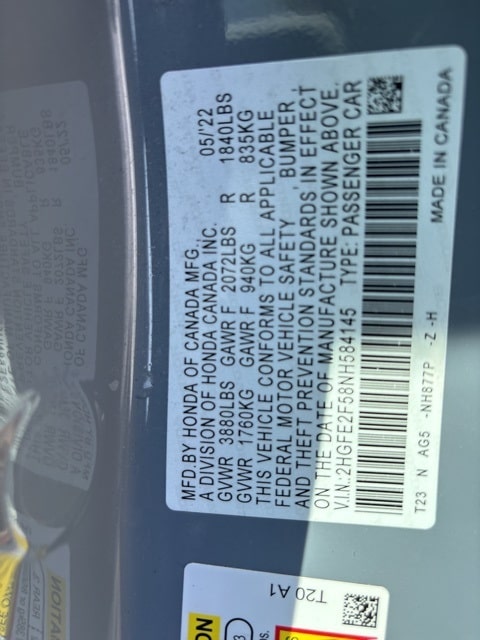 MFD. BY HONDA OF CANADA MFG.
A DIVISION OF HONDA CANADA INC. 05/'22
GVWR 3880LBS GAWR F 2072LBS R 1840LBS
GVWR 1760KG GAWR F 940KG R 835KG
THIS VEHICLE CONFORMS TO ALL APPLICABLE
FEDERAL MOTOR VEHICLE SAFETY, BUMPER,
AND THEFT PREVENTION STANDARDS, IN EFFECT
ON THE DATE OF MANUFACTURE SHOWN ABOVE.
V.I.N.: 2HGFE2F58NH584145 TYPE: PASSENGER CAR
T23 N AG5 -NH877P -Z -H MADE IN CANADA
T20 A1